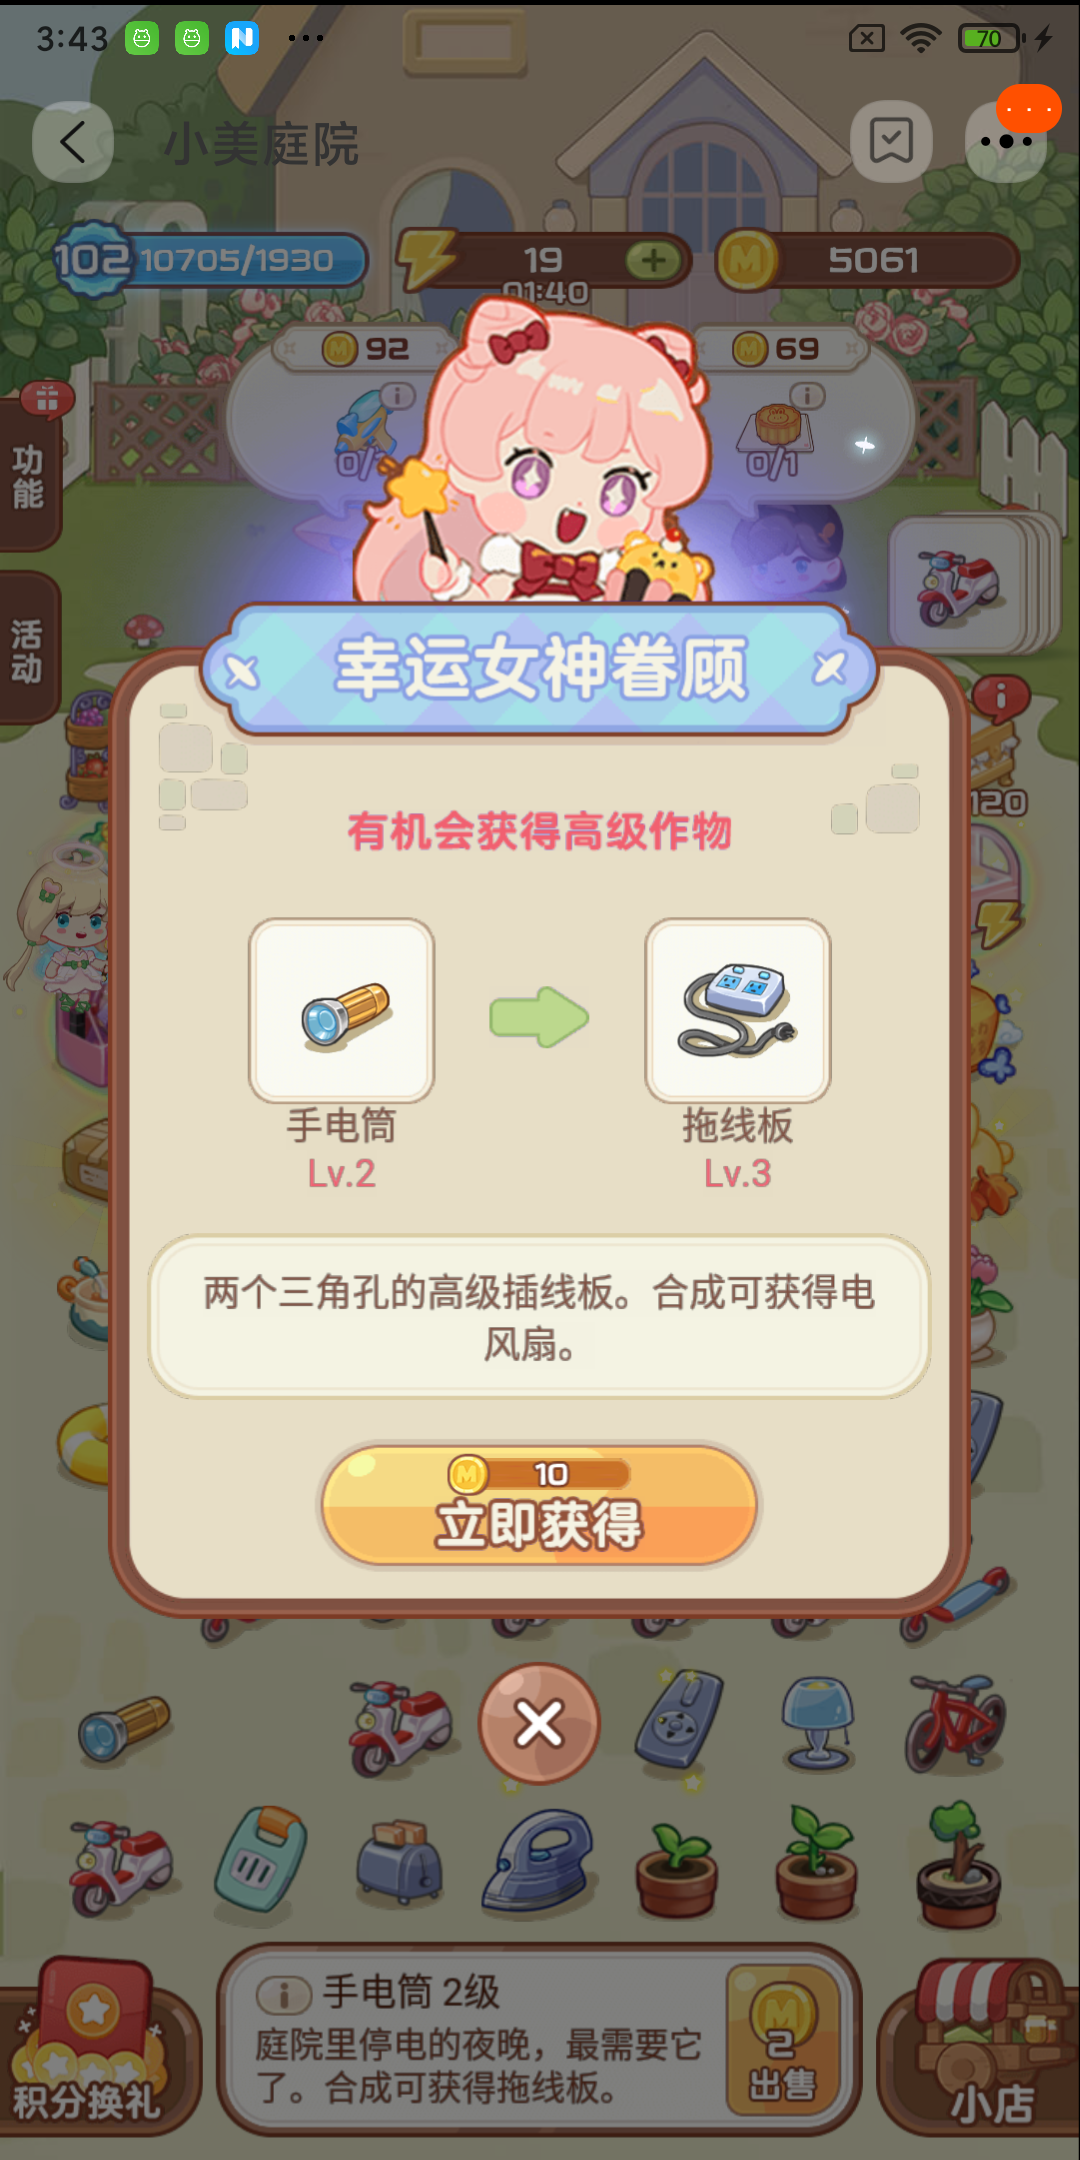 3:43
70
小美庭院
102 10705/1930
19
01:40
M 5061
M 92
M 69
0/1
功能
活动
幸运女神眷顾
有机会获得高级作物
120
手电筒
拖线板
Lv.2
Lv.3
两个三角孔的高级插线板。合成可获得电
风扇。
M 10
立即获得
手电筒 2级
庭院里停电的夜晚，最需要它
了。合成可获得拖线板。
M
2
出售
积分换礼
小店